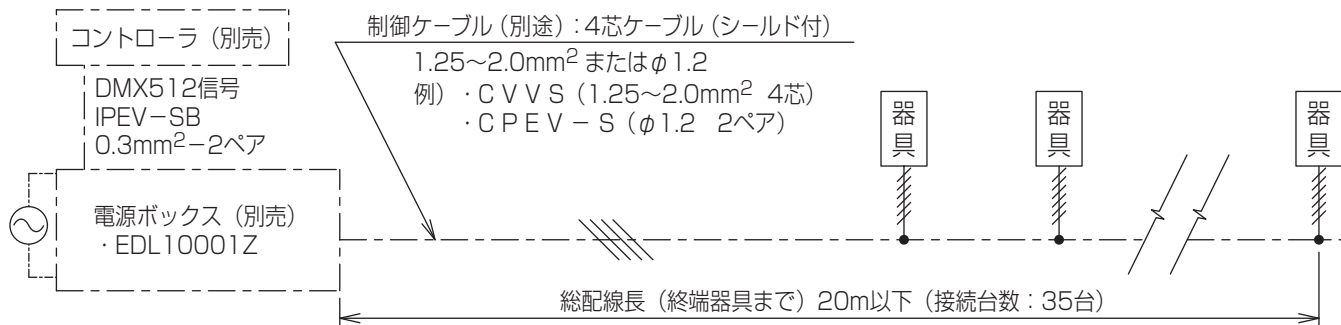 コントローラ（別売）
DMX512信号
IPEV−SB
0.3mm²−2ペア
電源ボックス（別売）
・EDL10001Z
制御ケーブル（別途）：4芯ケーブル（シールド付）
1.25〜2.0mm² またはφ1.2
例）・CVVS（1.25〜2.0mm² 4芯）
・CPEV−S（φ1.2 2ペア）
器具
器具
器具
総配線長（終端器具まで）20m以下（接続台数：35台）